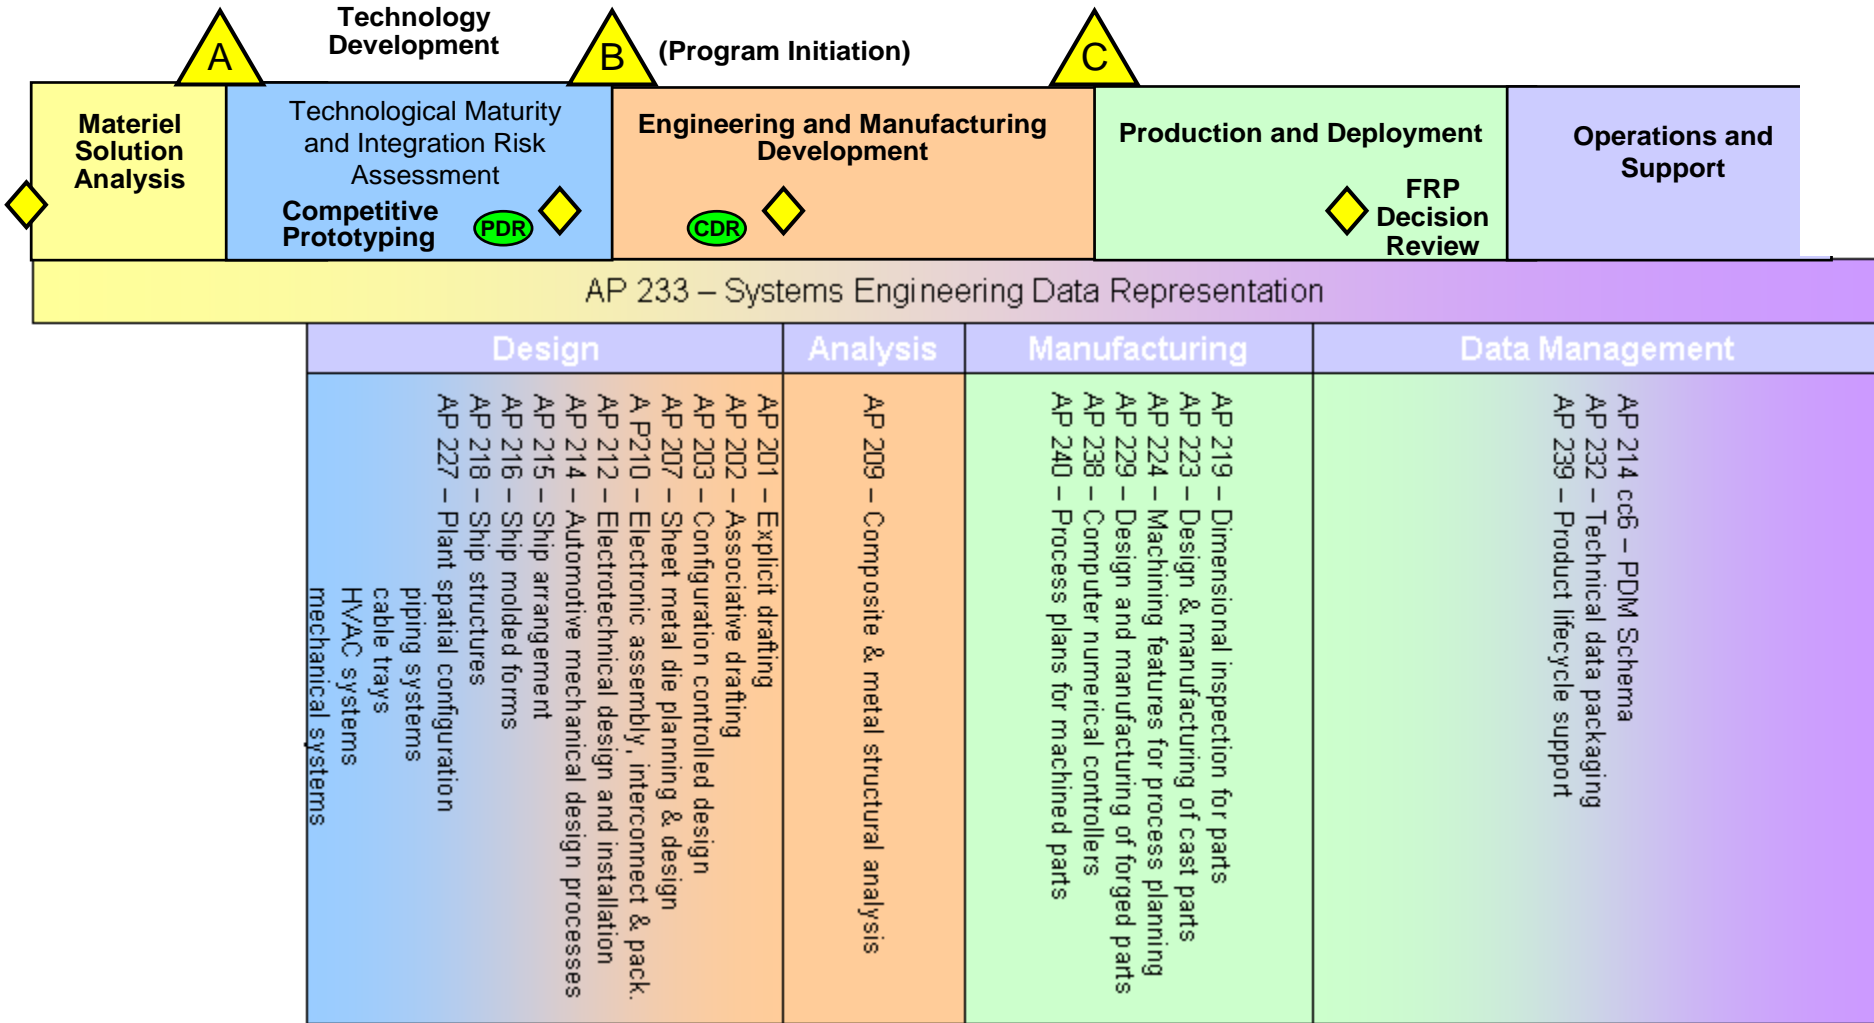 Technology
Development
A
B
(Program Initiation)
C
Materiel
Solution
Analysis
Technological Maturity
and Integration Risk
Assessment
Competitive
Prototyping
PDR
Engineering and Manufacturing
Development
CDR
Production and Deployment
FRP
Decision
Review
Operations and
Support
AP 233 – Systems Engineering Data Representation
Design
Analysis
Manufacturing
Data Management
AP 201 – Explicit drafting
AP 202 – Associative drafting
AP 203 – Configuration controlled design
AP 207 – Sheet metal die planning & design
A P210 – Electronic assembly, interconnect & pack.
AP 212 – Electrotechnical design and installation
AP 214 – Automotive mechanical design processes
AP 215 – Ship arrangement
AP 216 – Ship molded forms
AP 218 – Ship structures
AP 227 – Plant spatial configuration
piping systems
cable trays
HVAC systems
mechanical systems
AP 209 – Composite & metal structural analysis
AP 219 – Dimensional inspection for parts
AP 223 – Design & manufacturing of cast parts
AP 224 – Machining features for process planning
AP 229 – Design and manufacturing of forged parts
AP 238 – Computer numerical controllers
AP 240 – Process plans for machined parts
AP 214 cc6 – PDM Schema
AP 232 – Technical data packaging
AP 239 – Product lifecycle support